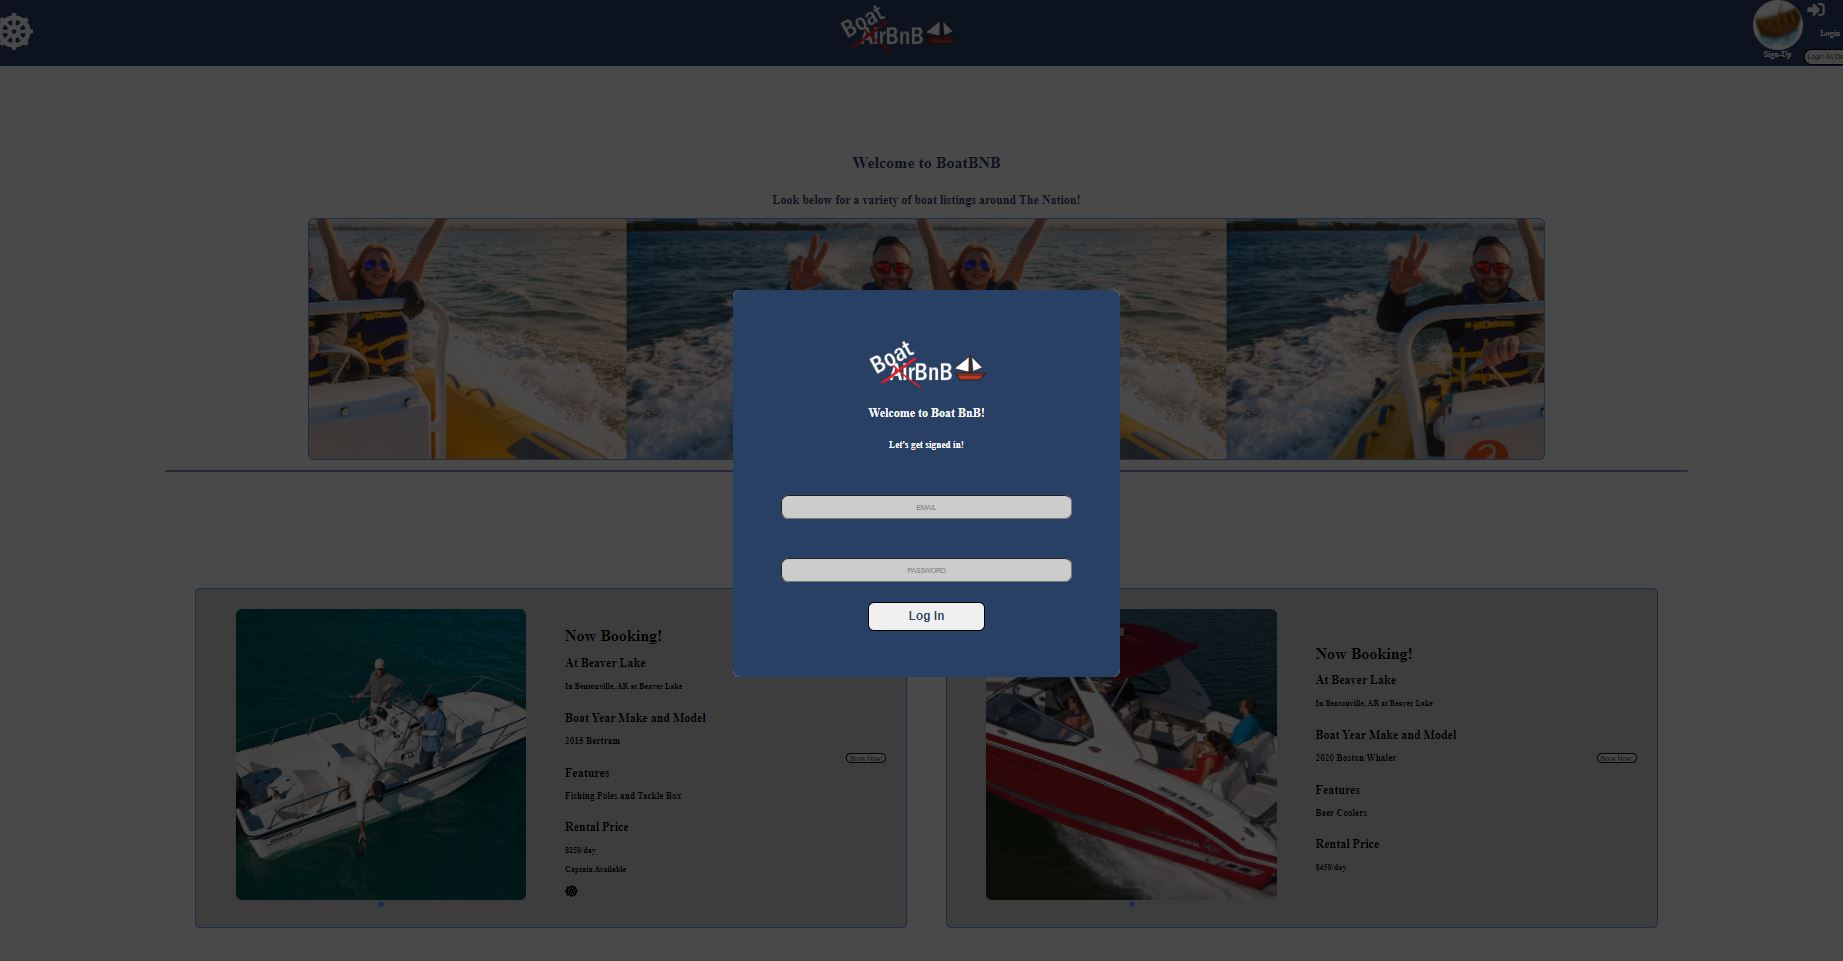 Boat
AirBnB
Login
Sign-Up
Login As De
Welcome to BoatBNB
Look below for a variety of boat listings around The Nation!
Boat
AirBnB
Welcome to Boat BnB!
Let's get signed in!
EMAIL
PASSWORD
Log In
Now Booking!
At Beaver Lake
In Bentonville, AR at Beaver Lake
Boat Year Make and Model
2015 Bertram
Book Now!
Features
Fishing Poles and Tackle Box
Rental Price
$150/day
Captain Available
Now Booking!
At Beaver Lake
In Bentonville, AR at Beaver Lake
Boat Year Make and Model
2020 Boston Whaler
Book Now!
Features
Beer Coolers
Rental Price
$450/day